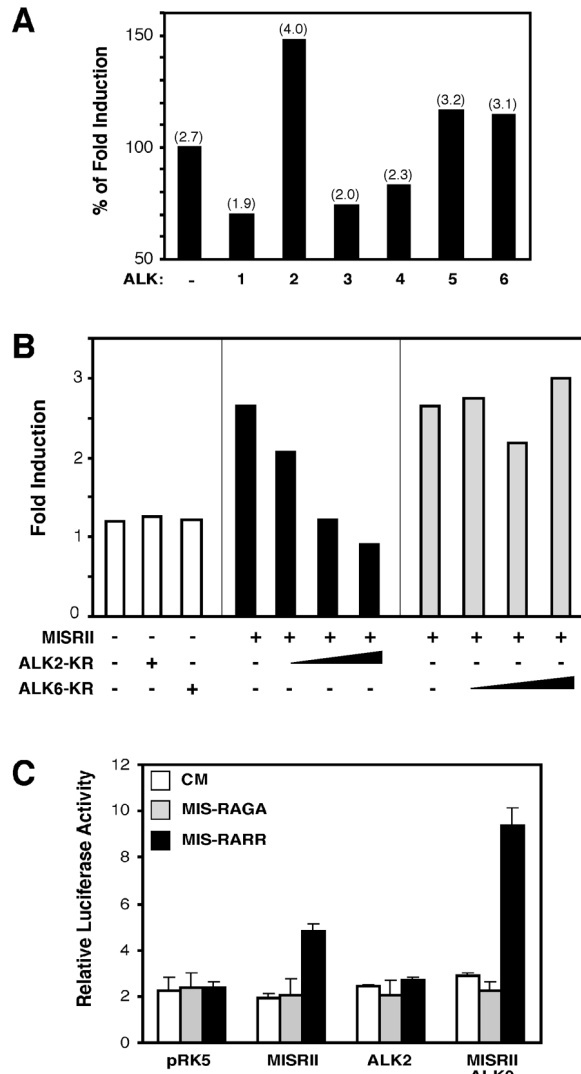 A
% of Fold Induction
150
100
50
(2.7)
(1.9)
(4.0)
(2.0)
(2.3)
(3.2)
(3.1)
ALK: - 1 2 3 4 5 6
B
Fold Induction
3
2
1
0
MISRII - - - + + + + + + + +
ALK2-KR - + - - - - - -
ALK6-KR - - + - - - - -
C
Relative Luciferase Activity
12
10
8
6
4
2
0
CM
MIS-RAGA
MIS-RARR
pRK5 MISRII ALK2 MISRII